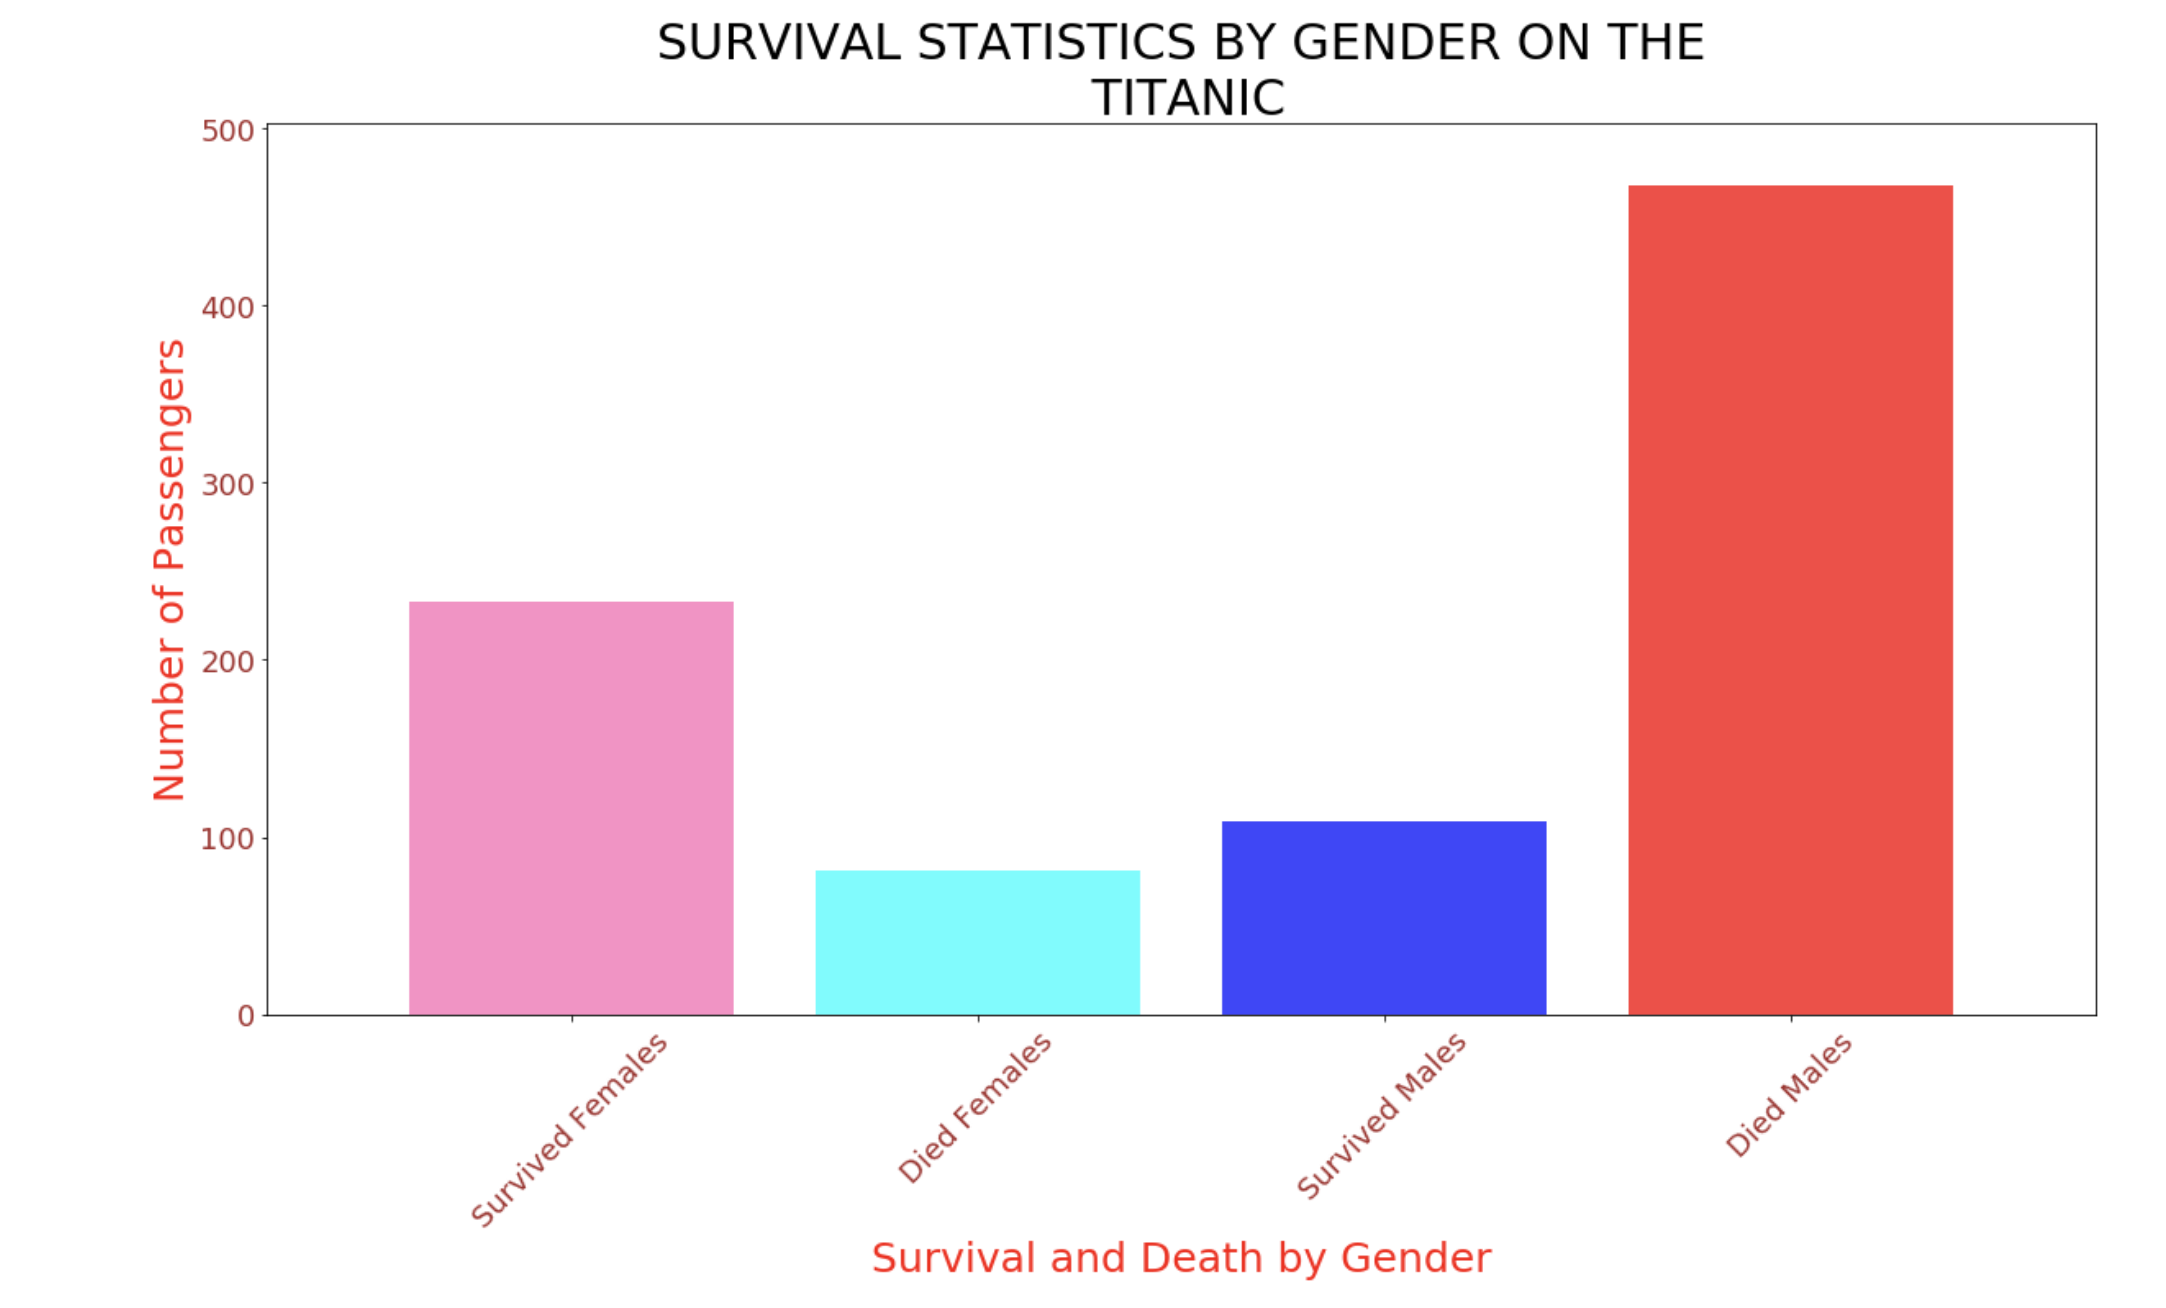 SURVIVAL STATISTICS BY GENDER ON THE
TITANIC
Number of Passengers
500
400
300
200
100
0
Survived Females
Died Females
Survived Males
Died Males
Survival and Death by Gender